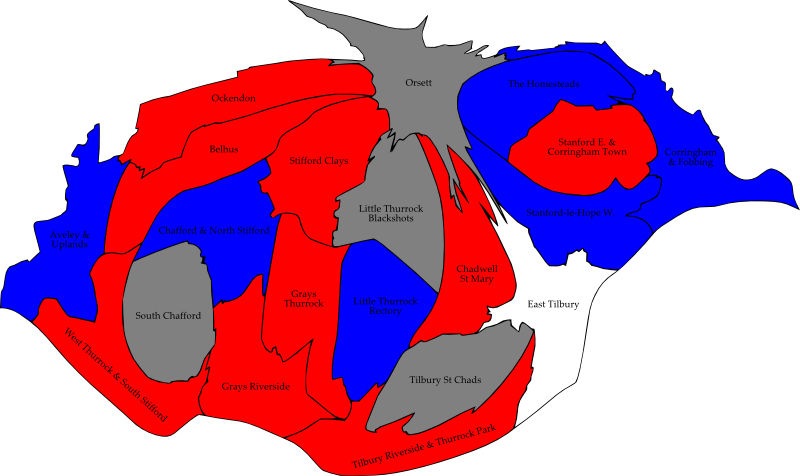 Orsett
The Homesteads
Ockendon
Stanford E. &
Corringham Town
Belhus
Stifford Clays
Corringham
& Fobbing
Little Thurrock
Blackshots
Stanford le Hope W.
Chafford & North Stifford
Aveley &
Uplands
Chadwell
St Mary
Grays
Thurrock
Little Thurrock
Rectory
East Tilbury
South Chafford
West Thurrock & South Stifford
Grays Riverside
Tilbury St Chads
Tilbury Riverside & Thurrock Park